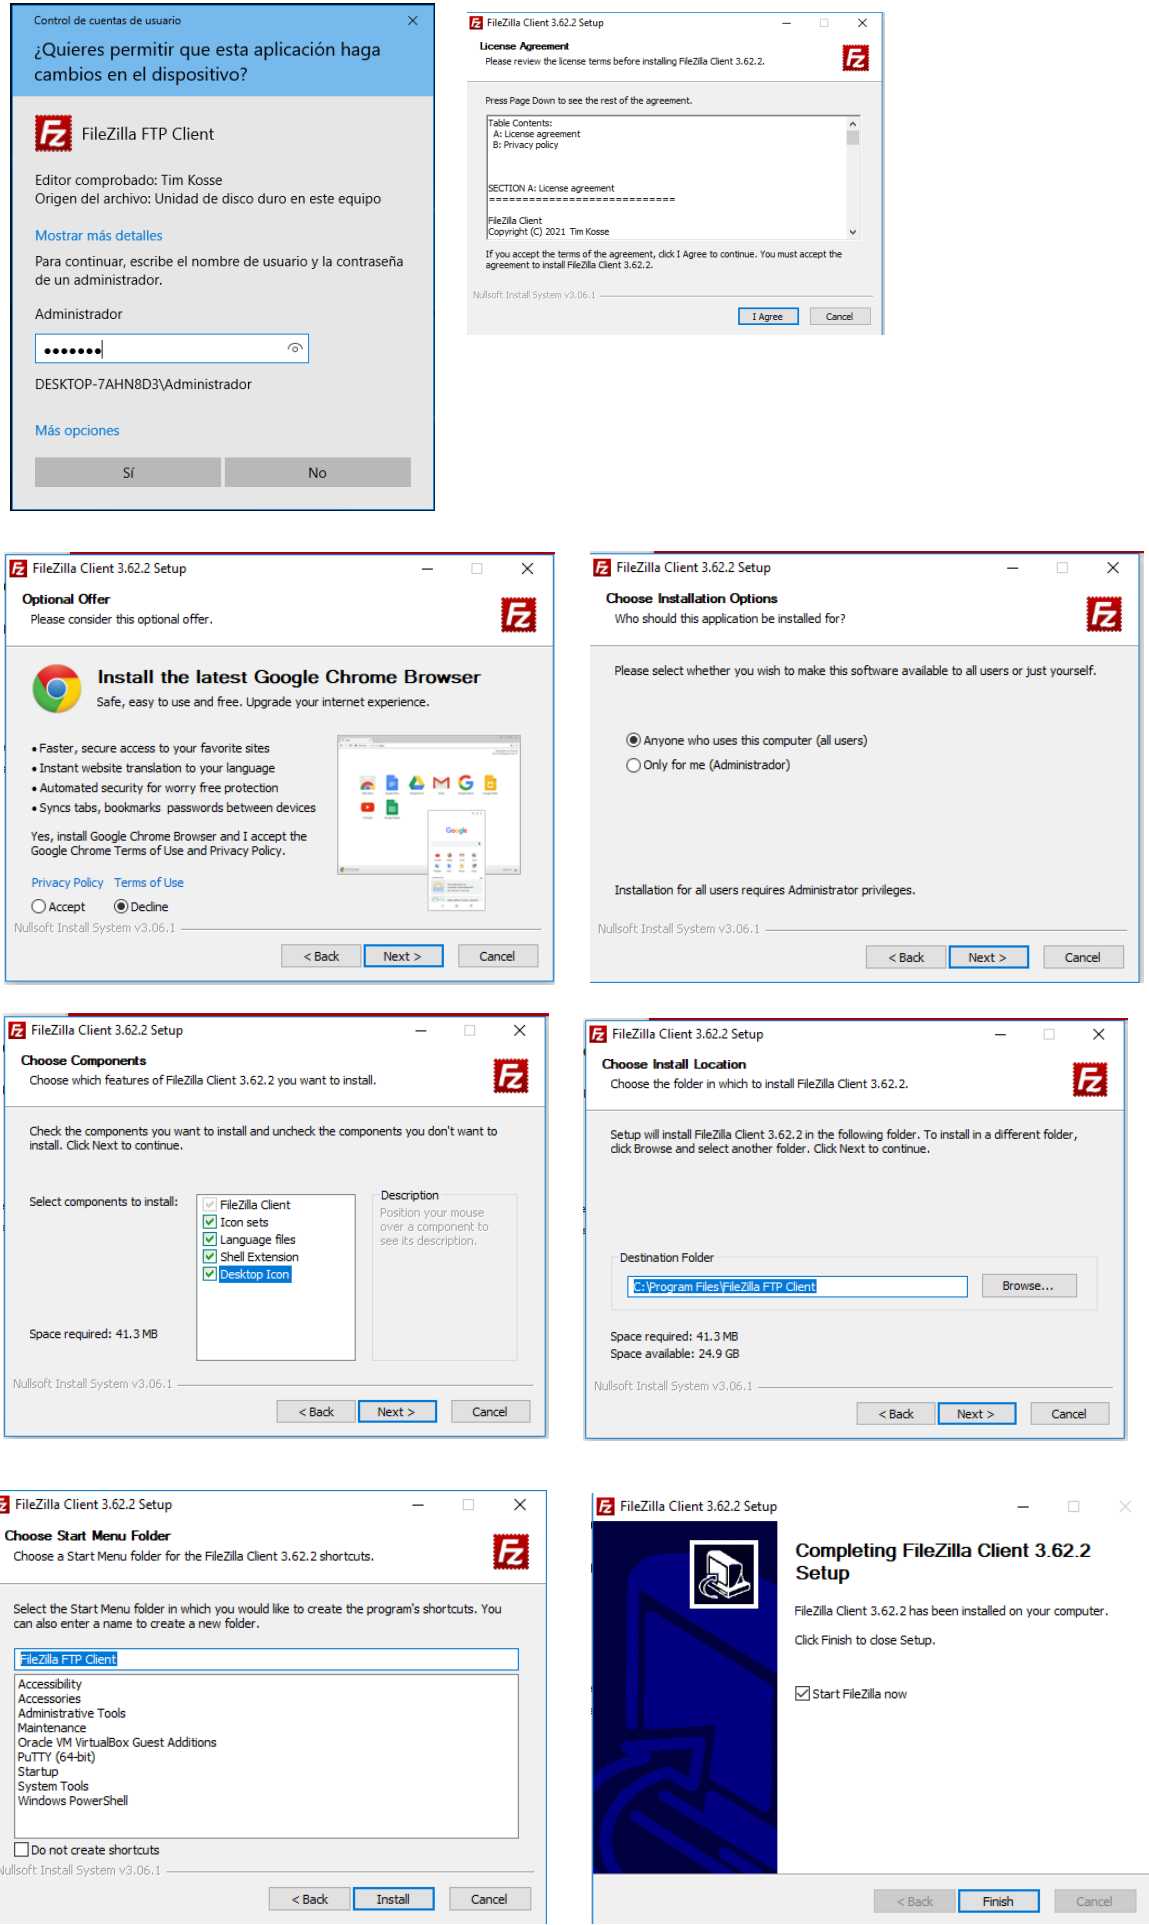 Control de cuentas de usuario
¿Quieres permitir que esta aplicación haga
cambios en el dispositivo?
FileZilla FTP Client
Editor comprobado: Tim Kosse
Origen del archivo: Unidad de disco duro en este equipo
Mostrar más detalles
Para continuar, escribe el nombre de usuario y la contraseña
de un administrador.
Administrador
•••••••
DESKTOP-7AHN8D3\Administrador
Más opciones
Sí
No
FileZilla Client 3.62.2 Setup
License Agreement
Please review the license terms before installing FileZilla Client 3.62.2.
Press Page Down to see the rest of the agreement.
Table Contents:
A: License agreement
B: Privacy policy
SECTION A: License agreement
============================
FileZilla Client
Copyright (C) 2021 Tim Kosse
If you accept the terms of the agreement, click I Agree to continue. You must accept the
agreement to install FileZilla Client 3.62.2.
Nullsoft Install System v3.06.1
I Agree
Cancel
FileZilla Client 3.62.2 Setup
Optional Offer
Please consider this optional offer.
Install the latest Google Chrome Browser
Safe, easy to use and free. Upgrade your internet experience.
• Faster, secure access to your favorite sites
• Instant website translation to your language
• Automated security for worry free protection
• Syncs tabs, bookmarks passwords between devices
Google
Yes, install Google Chrome Browser and I accept the
Google Chrome Terms of Use and Privacy Policy.
Privacy Policy Terms of Use
Accept Decline
Nullsoft Install System v3.06.1
< Back
Next >
Cancel
FileZilla Client 3.62.2 Setup
Choose Installation Options
Who should this application be installed for?
Please select whether you wish to make this software available to all users or just yourself.
Anyone who uses this computer (all users)
Only for me (Administrador)
Installation for all users requires Administrator privileges.
Nullsoft Install System v3.06.1
< Back
Next >
Cancel
FileZilla Client 3.62.2 Setup
Choose Components
Choose which features of FileZilla Client 3.62.2 you want to install.
Check the components you want to install and uncheck the components you don't want to
install. Click Next to continue.
Select components to install:
FileZilla Client
Icon sets
Language files
Shell Extension
Desktop Icon
Description
Position your mouse
over a component to
see its description.
Space required: 41.3 MB
Nullsoft Install System v3.06.1
< Back
Next >
Cancel
FileZilla Client 3.62.2 Setup
Choose Install Location
Choose the folder in which to install FileZilla Client 3.62.2.
Setup will install FileZilla Client 3.62.2 in the following folder. To install in a different folder,
click Browse and select another folder. Click Next to continue.
Destination Folder
C:\Program Files\FileZilla FTP Client
Browse...
Space required: 41.3 MB
Space available: 24.9 GB
Nullsoft Install System v3.06.1
< Back
Next >
Cancel
FileZilla Client 3.62.2 Setup
Choose Start Menu Folder
Choose a Start Menu folder for the FileZilla Client 3.62.2 shortcuts.
Select the Start Menu folder in which you would like to create the program's shortcuts. You
can also enter a name to create a new folder.
FileZilla FTP Client
Accessibility
Accessories
Administrative Tools
Maintenance
Oracle VM VirtualBox Guest Additions
PuTTY (64-bit)
Startup
System Tools
Windows PowerShell
Do not create shortcuts
Nullsoft Install System v3.06.1
< Back
Install
Cancel
FileZilla Client 3.62.2 Setup
Completing FileZilla Client 3.62.2
Setup
FileZilla Client 3.62.2 has been installed on your computer.
Click Finish to close Setup.
Start FileZilla now
< Back
Finish
Cancel